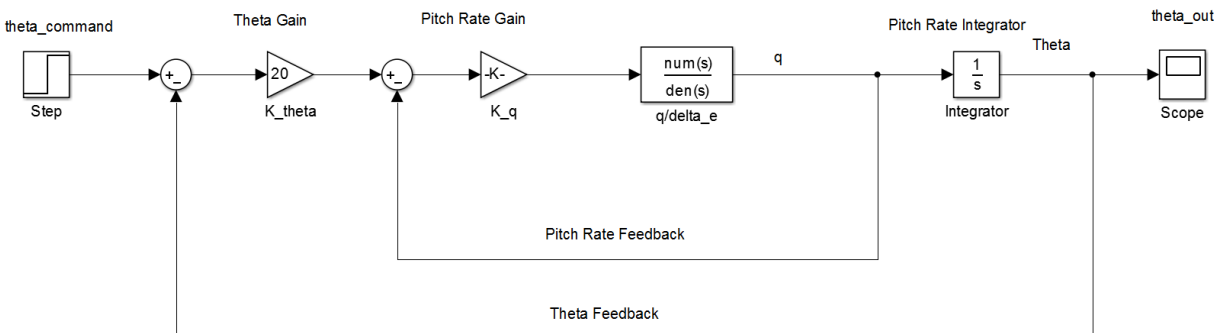 theta_command
Theta Gain
Pitch Rate Gain
Pitch Rate Integrator
theta_out
Theta
q
+
_
20
+
_
-K-
num(s)
den(s)
1
s
Step
K_theta
K_q
q/delta_e
Integrator
Scope
Pitch Rate Feedback
Theta Feedback